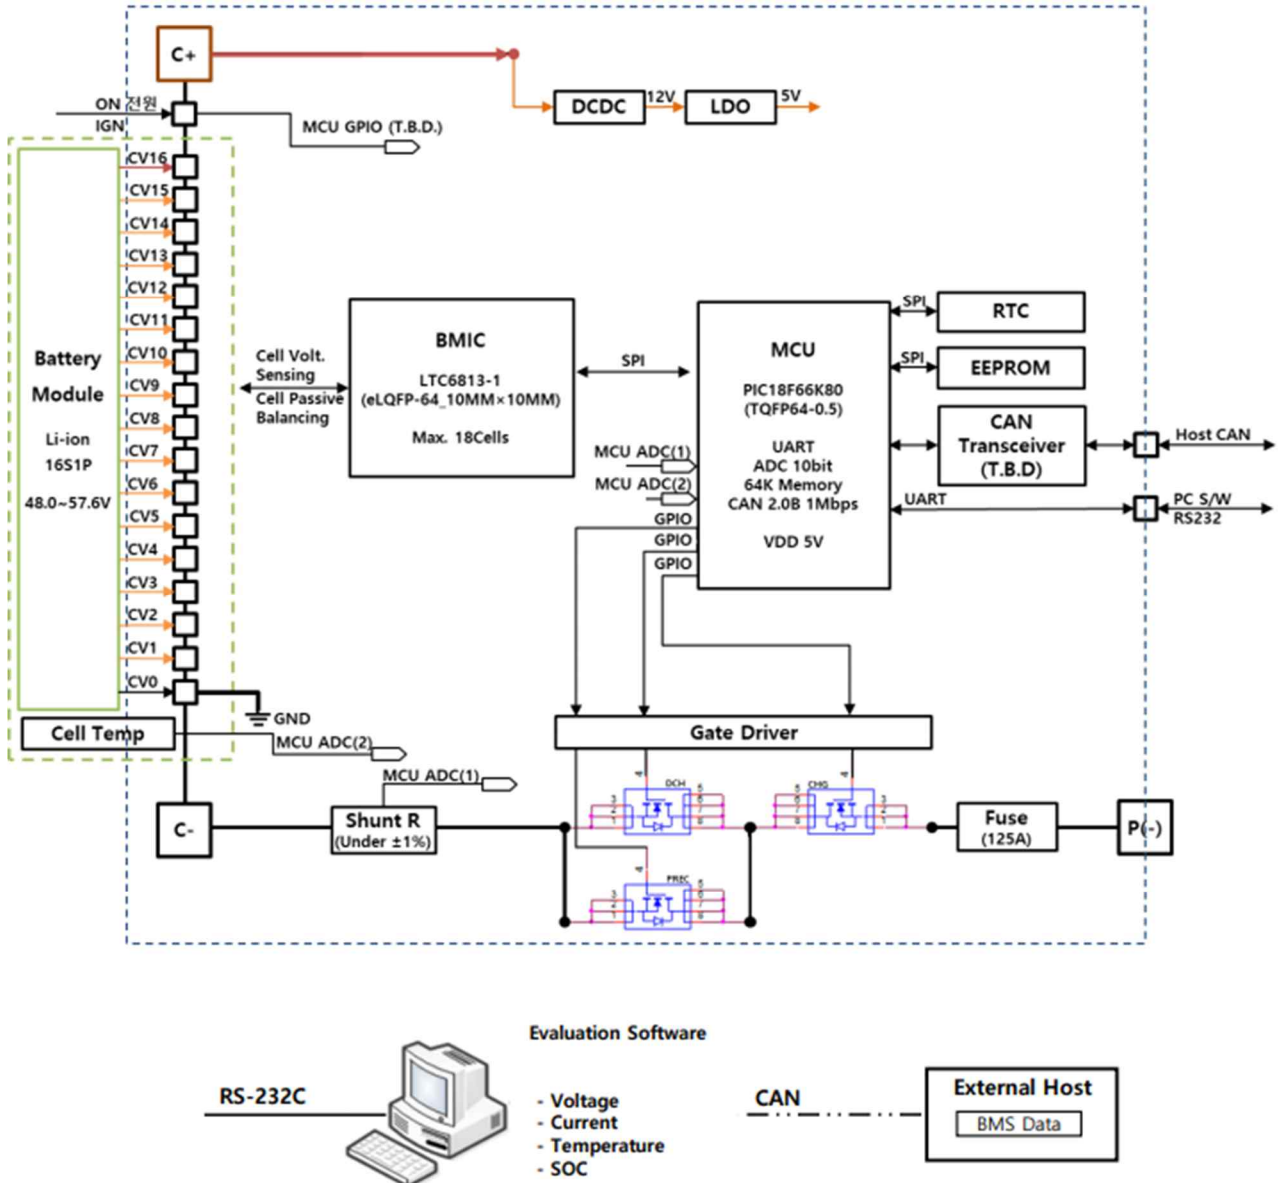 C+
ON 전원
IGN
MCU GPIO (T.B.D.)
DCDC
12V
LDO
5V
CV16
CV15
CV14
CV13
CV12
CV11
CV10
CV9
CV8
CV7
CV6
CV5
CV4
CV3
CV2
CV1
CV0
Battery
Module
Li-ion
16S1P
48.0~57.6V
Cell Temp
GND
MCU ADC(2)
MCU ADC(1)
Cell Volt.
Sensing
Cell Passive
Balancing
BMIC
LTC6813-1
(eLQFP-64_10MM×10MM)
Max. 18Cells
SPI
MCU
PIC18F66K80
(TQFP64-0.5)
UART
ADC 10bit
64K Memory
CAN 2.0B 1Mbps
VDD 5V
MCU ADC(1)
MCU ADC(2)
GPIO
GPIO
GPIO
SPI
RTC
SPI
EEPROM
CAN
Transceiver
(T.B.D)
Host CAN
UART
PC S/W
RS232
Gate Driver
4
DCH
4
CHG
4
PREC
C-
Shunt R
(Under ±1%)
Fuse
(125A)
P(-)
Evaluation Software
RS-232C
- Voltage
- Current
- Temperature
- SOC
CAN
External Host
BMS Data